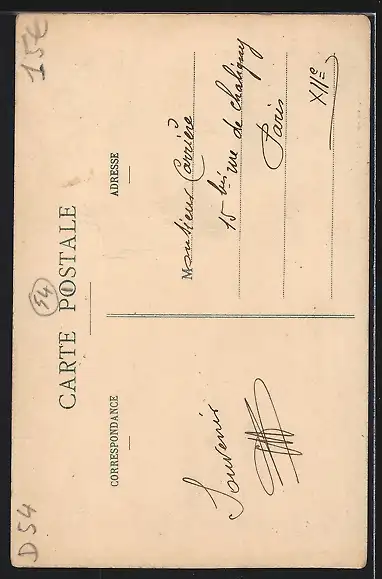 D54
15€
CARTE POSTALE
54
CORRESPONDANCE
ADRESSE
Souvenir
Monsieur Carrière
15 bis rue de Chaligny
Paris
XIIe